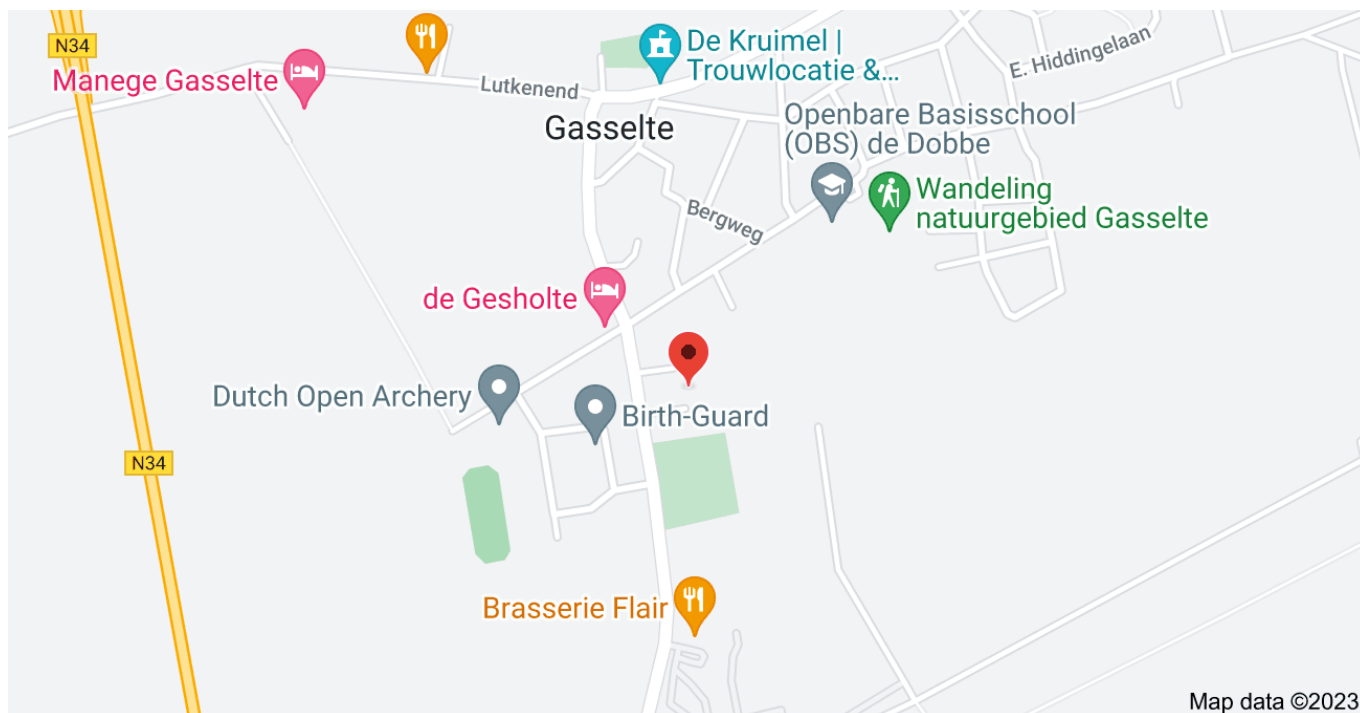 N34
Manege Gasselte
Lutkenend
De Kruimel |
Trouwlocatie &...
E. Hiddingelaan
Gasselte
Openbare Basisschool
(OBS) de Dobbe
Wandeling
natuurgebied Gasselte
Bergweg
de Gesholte
Dutch Open Archery
Birth-Guard
N34
Brasserie Flair
Map data ©2023